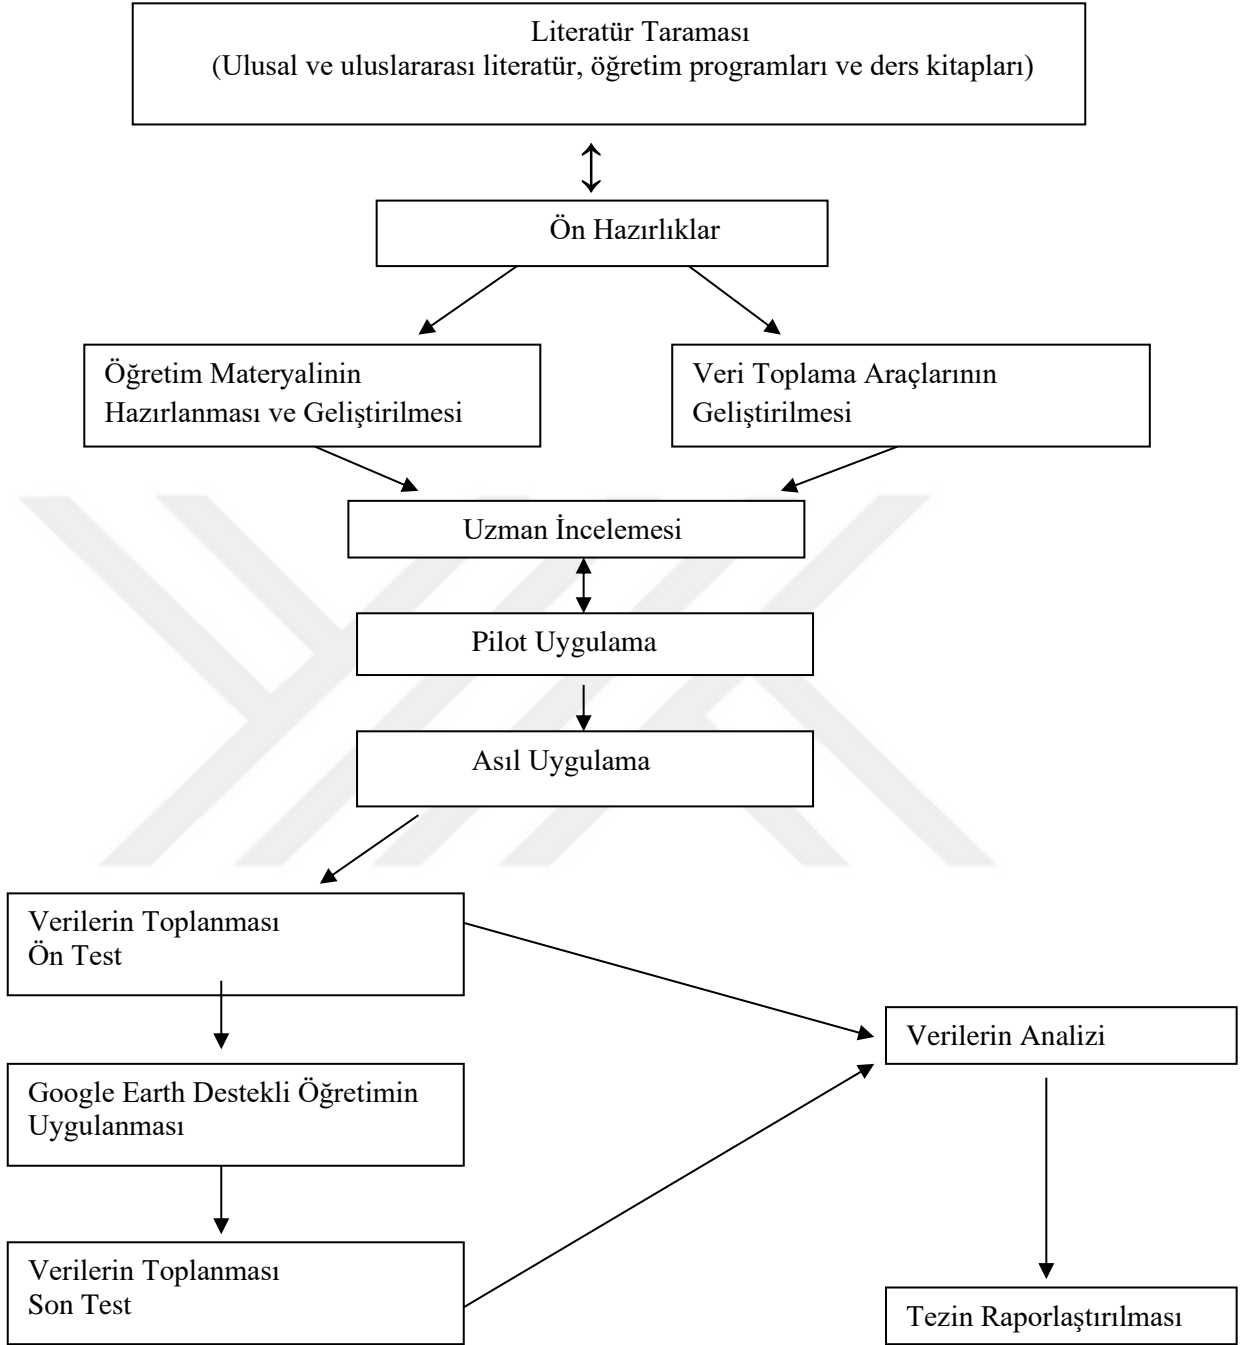 Literatür Taraması
(Ulusal ve uluslararası literatür, öğretim programları ve ders kitapları)
Ön Hazırlıklar
Öğretim Materyalinin
Hazırlanması ve Geliştirilmesi
Veri Toplama Araçlarının
Geliştirilmesi
Uzman İncelemesi
Pilot Uygulama
Asıl Uygulama
Verilerin Toplanması
Ön Test
Verilerin Analizi
Google Earth Destekli Öğretimin
Uygulanması
Verilerin Toplanması
Son Test
Tezin Raporlaştırılması